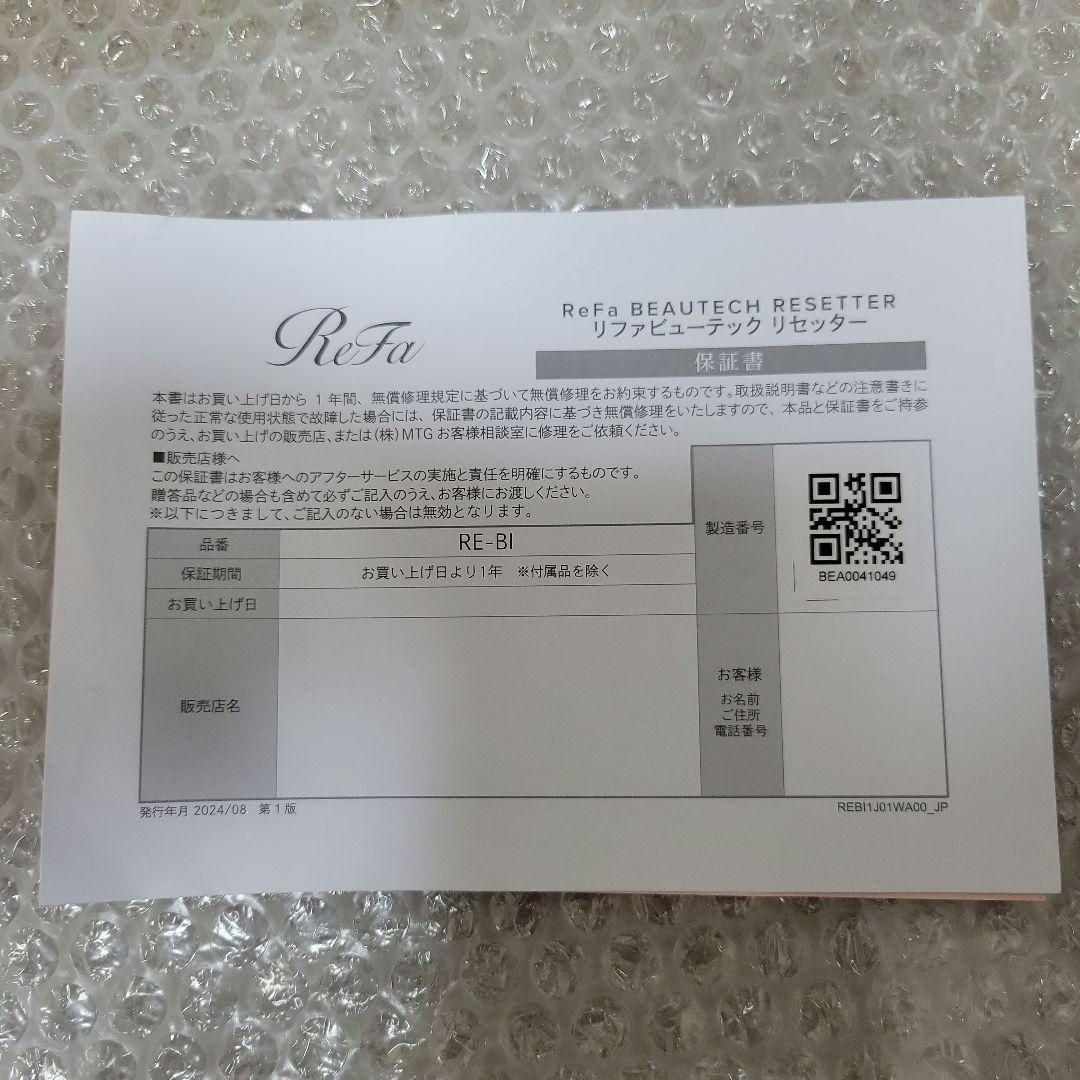 ReFa
ReFa BEAUTECH RESETTER
リファビューテック リセッター
保証書
本書はお買い上げ日から 1 年間、無償修理規定に基づいて無償修理をお約束するものです。取扱説明書などの注意書きに
従った正常な使用状態で故障した場合には、保証書の記載内容に基づき無償修理をいたしますので、本品と保証書をご持参
のうえ、お買い上げの販売店、または(株)MTG お客様相談室に修理をご依頼ください。
■販売店様へ
この保証書はお客様へのアフターサービスの実施と責任を明確にするものです。
贈答品などの場合も含めて必ずご記入のうえ、お客様にお渡しください。
※以下につきまして、ご記入のない場合は無効となります。
品番
RE-BI
保証期間
お買い上げ日より1年 ※付属品を除く
お買い上げ日
販売店名
製造番号
BEA0041049
お客様
お名前
ご住所
電話番号
発行年月 2024/08 第1版
REBI1J01WA00_JP